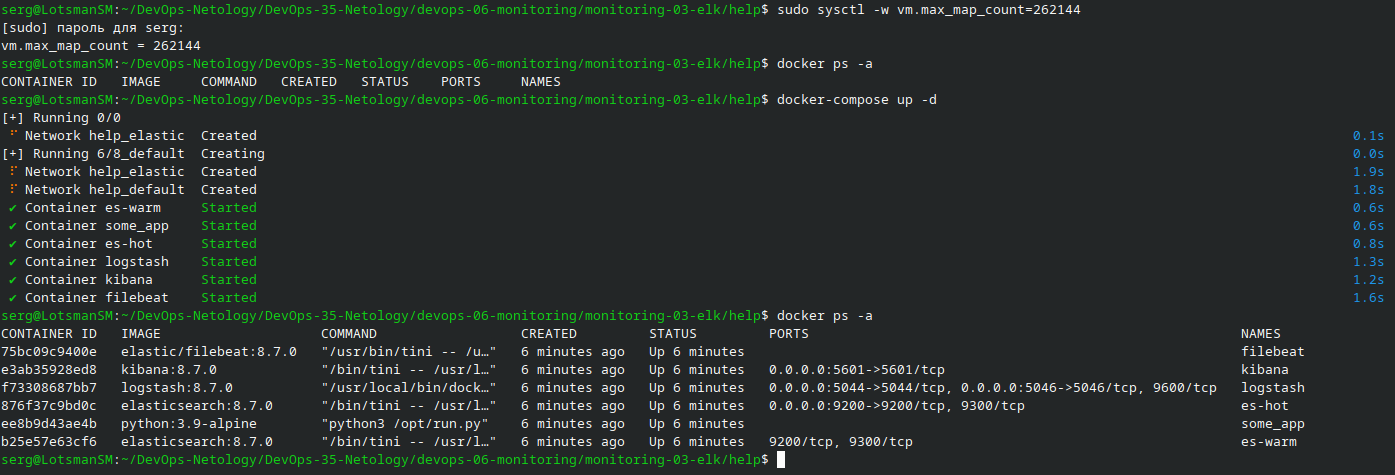 serg@LotsmanSM:~/DevOps-Netology/DevOps-35-Netology/devops-06-monitoring/monitoring-03-elk/help$ sudo sysctl -w vm.max_map_count=262144
[sudo] пароль для serg:
vm.max_map_count = 262144
serg@LotsmanSM:~/DevOps-Netology/DevOps-35-Netology/devops-06-monitoring/monitoring-03-elk/help$ docker ps -a
CONTAINER ID   IMAGE     COMMAND   CREATED   STATUS    PORTS     NAMES
serg@LotsmanSM:~/DevOps-Netology/DevOps-35-Netology/devops-06-monitoring/monitoring-03-elk/help$ docker-compose up -d
[+] Running 0/0
 ⠋ Network help_elastic  Created 0.1s
[+] Running 6/8_default  Creating 0.0s
 ⠏ Network help_elastic  Created 1.9s
 ⠏ Network help_default  Created 1.8s
 ✔ Container es-warm     Started 0.6s
 ✔ Container some_app    Started 0.6s
 ✔ Container es-hot      Started 0.8s
 ✔ Container logstash    Started 1.3s
 ✔ Container kibana      Started 1.2s
 ✔ Container filebeat    Started 1.6s
serg@LotsmanSM:~/DevOps-Netology/DevOps-35-Netology/devops-06-monitoring/monitoring-03-elk/help$ docker ps -a
CONTAINER ID   IMAGE                    COMMAND                  CREATED         STATUS         PORTS                                                    NAMES
75bc09c9400e   elastic/filebeat:8.7.0   "/usr/bin/tini -- /u…"   6 minutes ago   Up 6 minutes                                                            filebeat
e3ab35928ed8   kibana:8.7.0             "/bin/tini -- /usr/l…"   6 minutes ago   Up 6 minutes   0.0.0.0:5601->5601/tcp                                   kibana
f73308687bb7   logstash:8.7.0           "/usr/local/bin/dock…"   6 minutes ago   Up 6 minutes   0.0.0.0:5044->5044/tcp, 0.0.0.0:5046->5046/tcp, 9600/tcp   logstash
876f37c9bd0c   elasticsearch:8.7.0      "/bin/tini -- /usr/l…"   6 minutes ago   Up 6 minutes   0.0.0.0:9200->9200/tcp, 9300/tcp                         es-hot
ee8b9d43ae4b   python:3.9-alpine        "python3 /opt/run.py"    6 minutes ago   Up 6 minutes                                                            some_app
b25e57e63cf6   elasticsearch:8.7.0      "/bin/tini -- /usr/l…"   6 minutes ago   Up 6 minutes   9200/tcp, 9300/tcp                                       es-warm
serg@LotsmanSM:~/DevOps-Netology/DevOps-35-Netology/devops-06-monitoring/monitoring-03-elk/help$